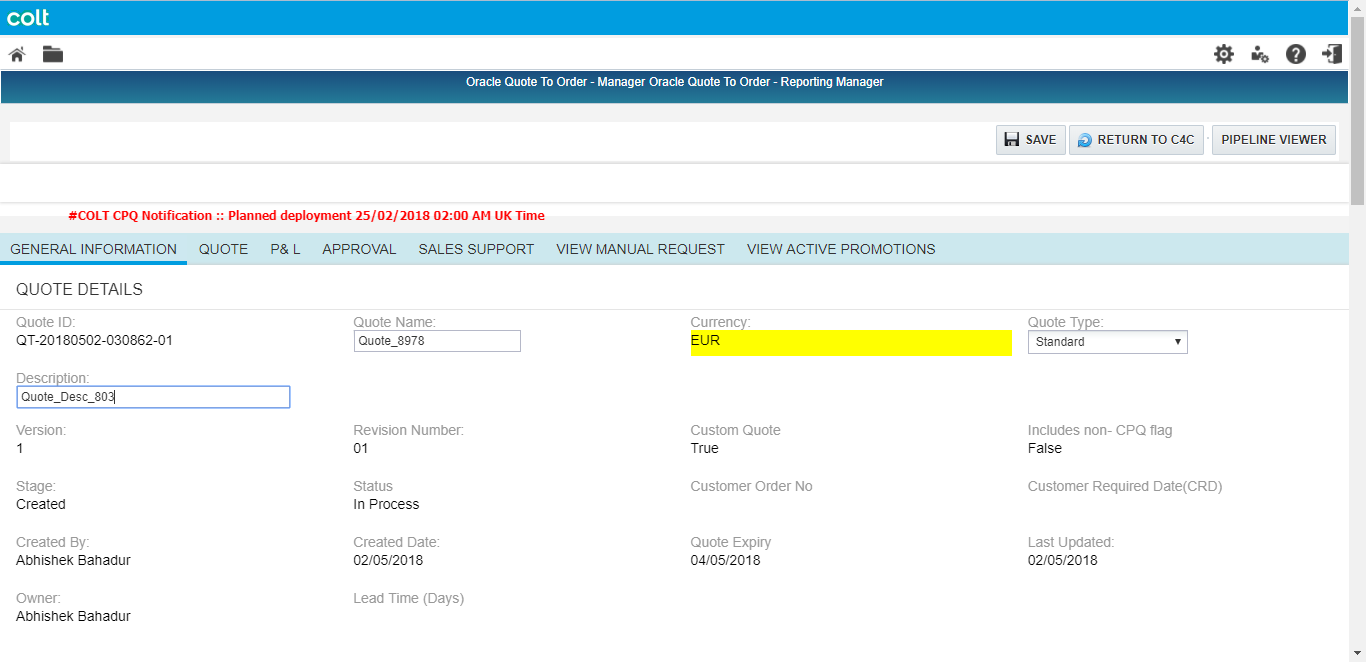 colt
Oracle Quote To Order - Manager Oracle Quote To Order - Reporting Manager
SAVE RETURN TO C4C PIPELINE VIEWER
#COLT CPQ Notification :: Planned deployment 25/02/2018 02:00 AM UK Time
GENERAL INFORMATION QUOTE P& L APPROVAL SALES SUPPORT VIEW MANUAL REQUEST VIEW ACTIVE PROMOTIONS
QUOTE DETAILS
Quote ID: Quote Name: Currency: Quote Type:
QT-20180502-030862-01 Quote_8978 EUR Standard
Description:
Quote_Desc_803
Version: Revision Number: Custom Quote Includes non- CPQ flag
1 01 True False
Stage: Status Customer Order No Customer Required Date(CRD)
Created In Process
Created By: Created Date: Quote Expiry Last Updated:
Abhishek Bahadur 02/05/2018 04/05/2018 02/05/2018
Owner: Lead Time (Days)
Abhishek Bahadur